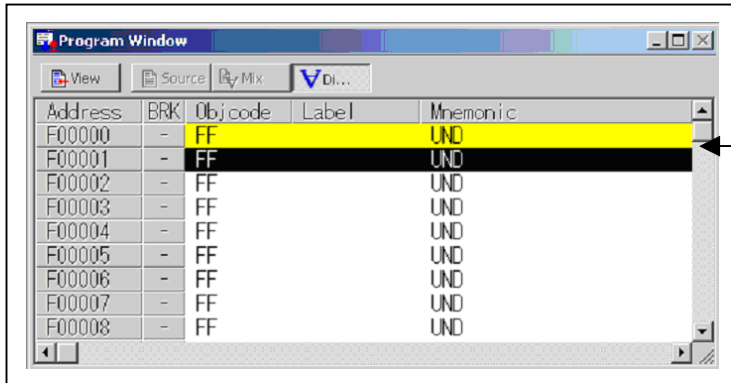 Program Window
View Source Mix Di...
Address BRK Objcode Label Mnemonic
F00000 - FF UND
F00001 - FF UND
F00002 - FF UND
F00003 - FF UND
F00004 - FF UND
F00005 - FF UND
F00006 - FF UND
F00007 - FF UND
F00008 - FF UND